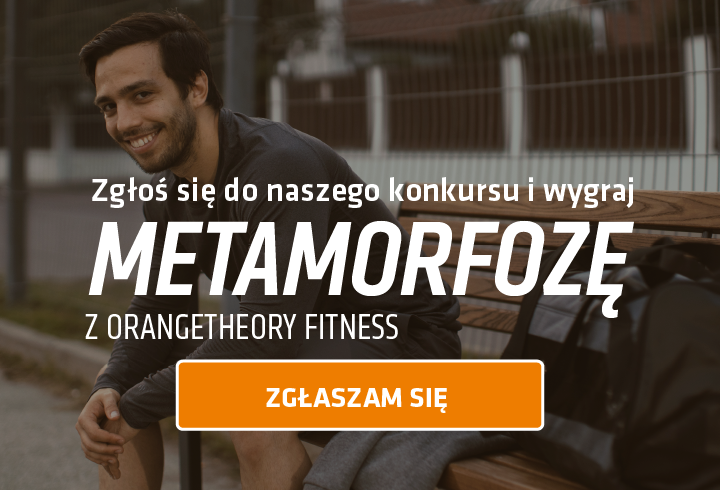 Zgłoś się do naszego konkursu i wygraj
METAMORFOZĘ
Z ORANGETHEORY FITNESS
ZGŁASZAM SIĘ